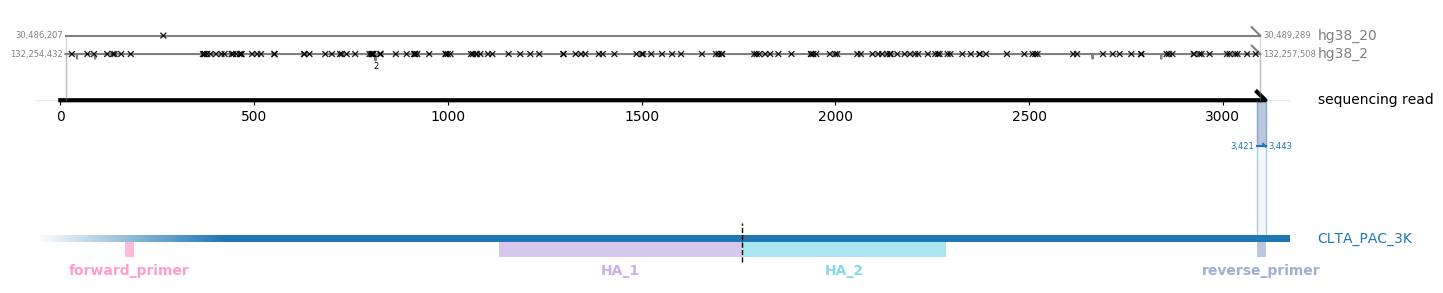 30,486,207 30,489,289 hg38_20
132,254,432 132,257,508 hg38_2
2
sequencing read
0 500 1000 1500 2000 2500 3000
3,421 3,443
CLTA_PAC_3K
forward_primer HA_1 HA_2 reverse_primer